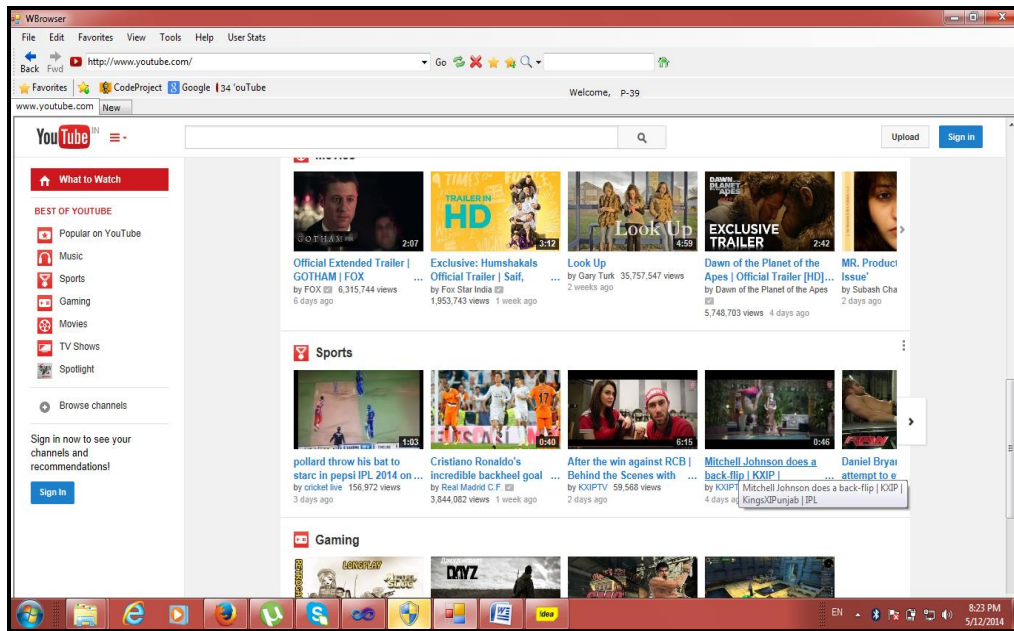 WBrowser
File Edit Favorites View Tools Help User Stats
Back Fwd http://www.youtube.com/ Go
Favorites CodeProject Google 34 'ouTube
Welcome, P-39
www.youtube.com New
YouTube IN
Upload Sign in
What to Watch
BEST OF YOUTUBE
Popular on YouTube
Music
Sports
Gaming
Movies
TV Shows
Spotlight
Browse channels
Sign in now to see your
channels and
recommendations!
Sign In
Movies
GOTHAM 2:07
Official Extended Trailer |
GOTHAM | FOX ...
by FOX 6,315,744 views
6 days ago
TRAILER IN
HD
3:12
Exclusive: Humshakals
Official Trailer | Saif, ...
by Fox Star India
1,953,743 views 1 week ago
Look Up
4:59
Look Up
by Gary Turk 35,757,547 views
2 weeks ago
DAWN OF THE
PLANET
OF THE
APES
EXCLUSIVE
TRAILER 2:42
Dawn of the Planet of the
Apes | Official Trailer [HD]...
by Dawn of the Planet of the Apes
5,748,703 views 4 days ago
MR. Product
Issue'
by Subash Cha
2 days ago
Sports
1:03
pollard throw his bat to
starc in pepsi IPL 2014 on ...
by cricket live 156,972 views
3 days ago
17
0:40
Cristiano Ronaldo's
incredible backheel goal ...
by Real Madrid C.F.
3,844,082 views 1 week ago
6:15
After the win against RCB |
Behind the Scenes with ...
by KXIPTV 59,568 views
2 days ago
0:46
Mitchell Johnson does a
back-flip | KXIP | ...
by KXIPT
4 days ag
Mitchell Johnson does a back-flip | KXIP |
KingsXIPunjab | IPL
RAW
Daniel Bryan
attempt to e
Gaming
LONGPLAY
DAYZ
!dea
EN
8:23 PM
5/12/2014